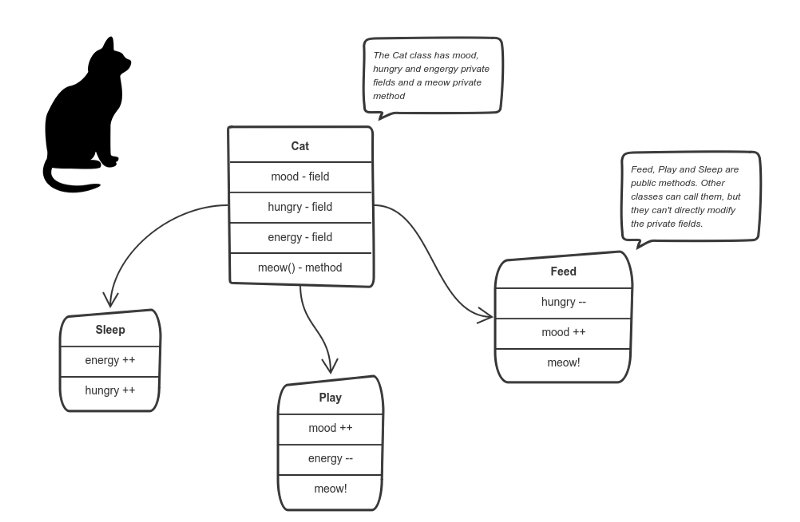 The Cat class has mood,
hungry and engergy private
fields and a meow private
method
Cat
mood - field
hungry - field
energy - field
meow() - method
Feed, Play and Sleep are
public methods. Other
classes can call them, but
they can't directly modify
the private fields.
Feed
hungry --
mood ++
meow!
Sleep
energy ++
hungry ++
Play
mood ++
energy --
meow!